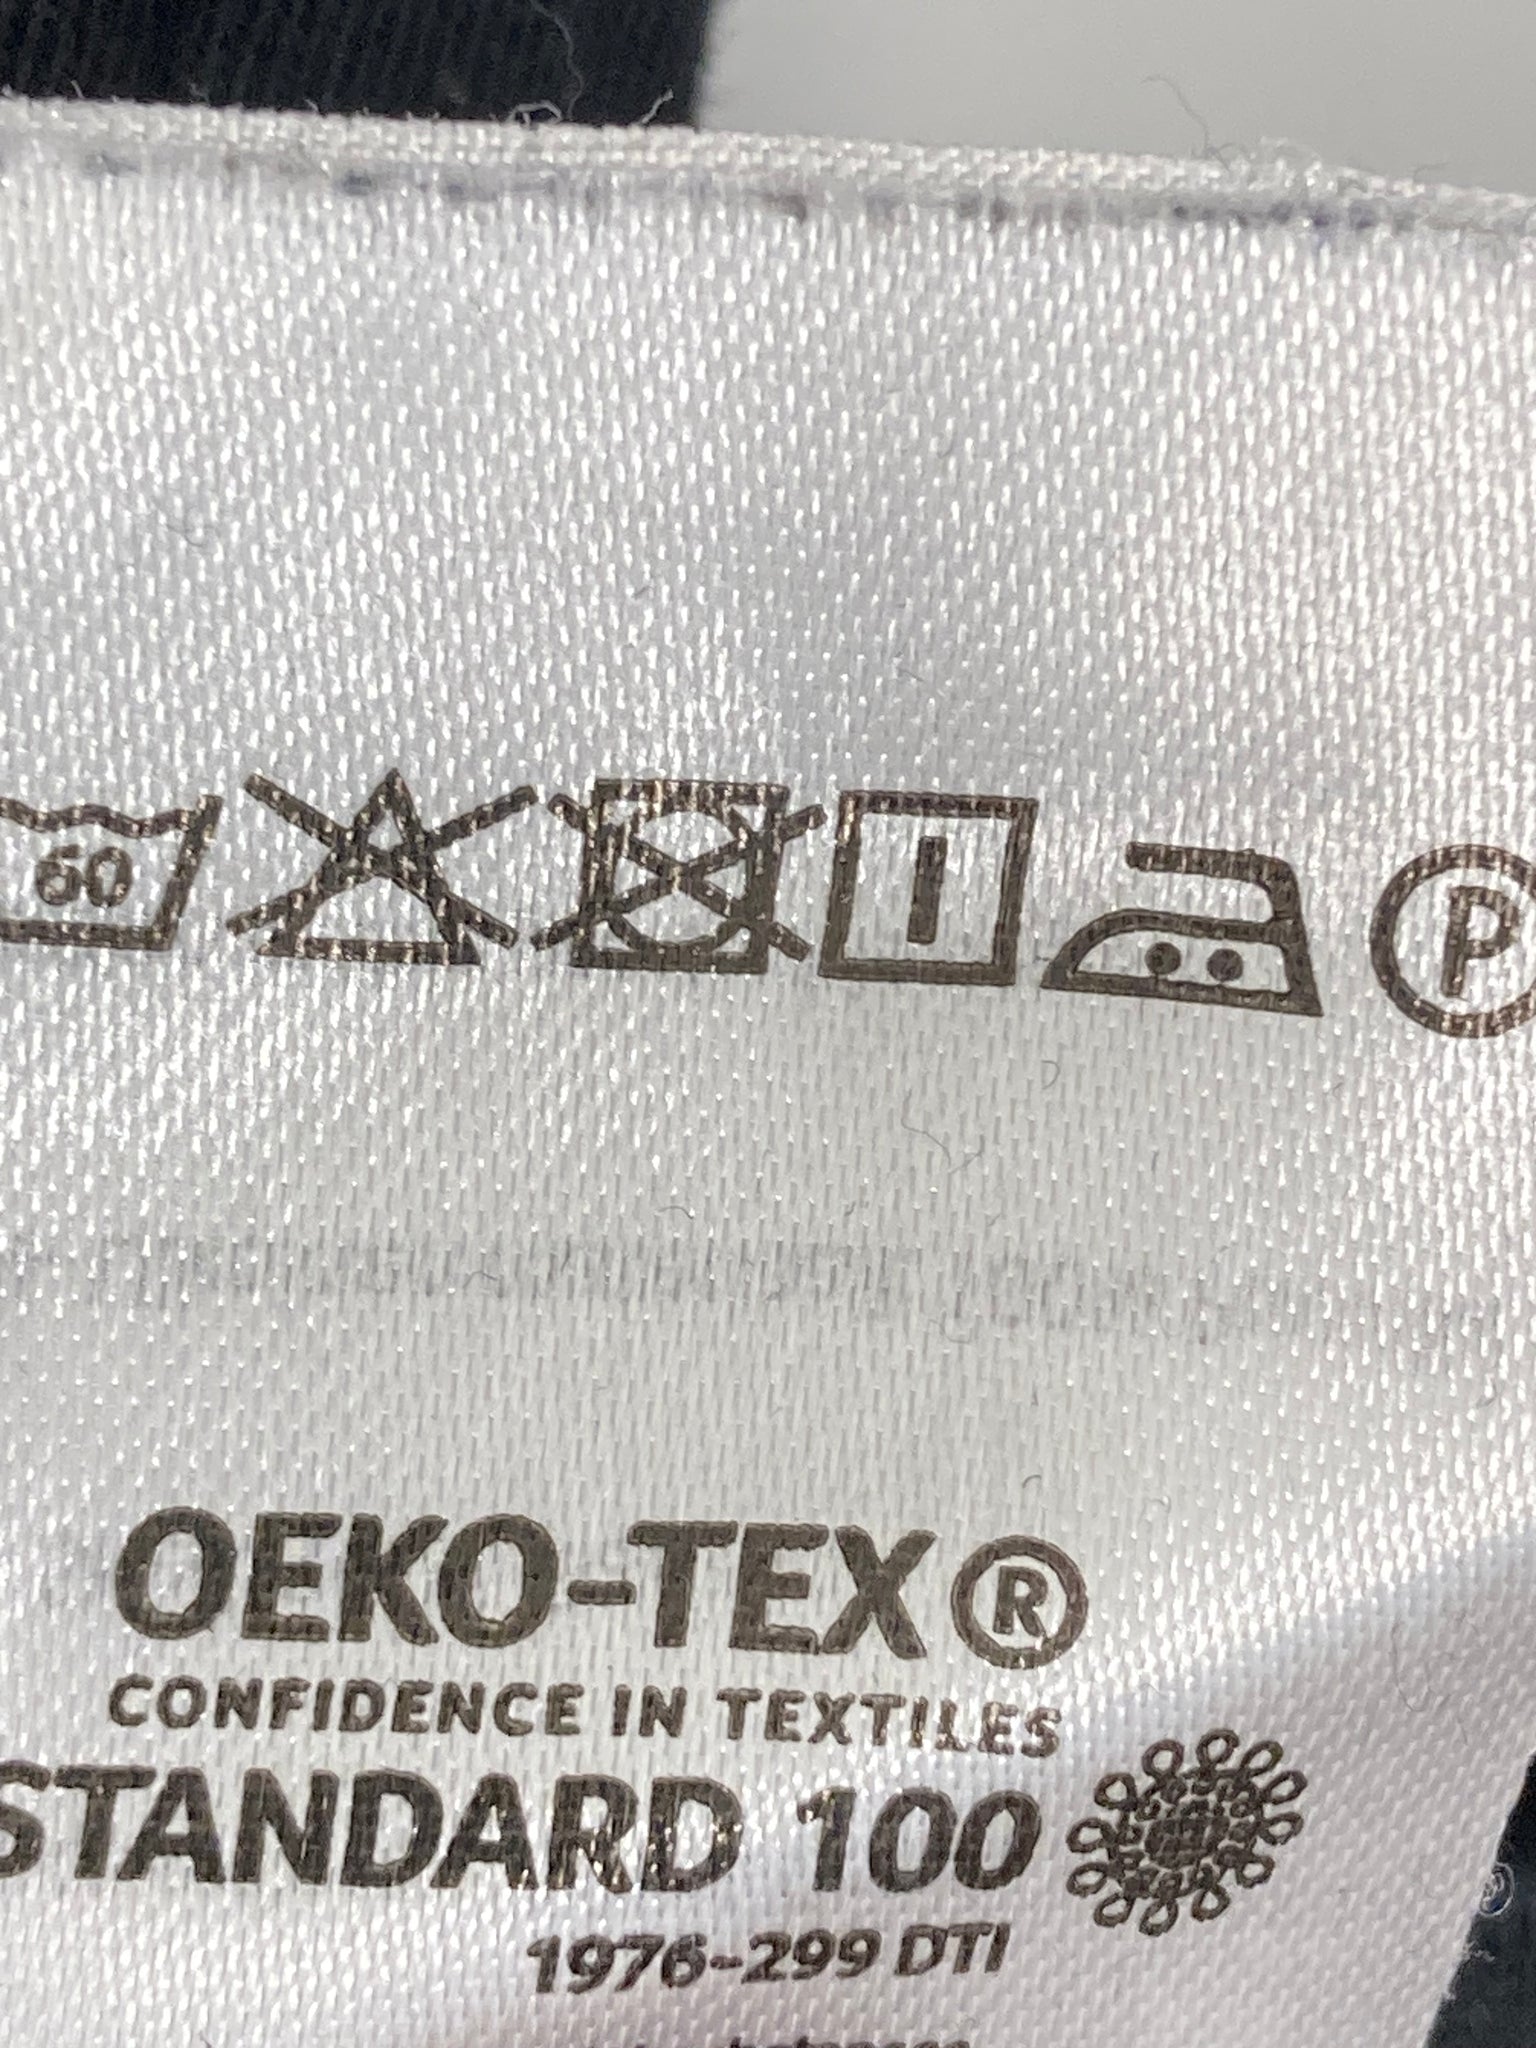 60
P
OEKO-TEX®
CONFIDENCE IN TEXTILES
STANDARD 100
1976-299 DTI